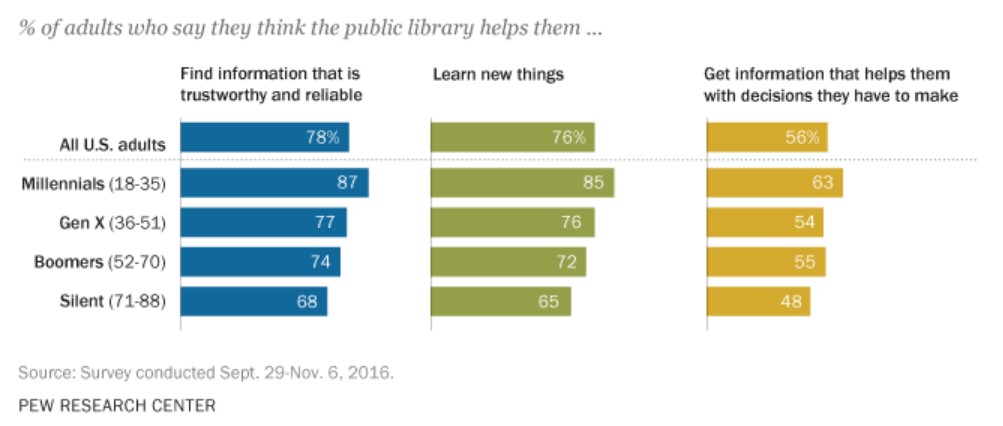 % of adults who say they think the public library helps them ...
Find information that is
trustworthy and reliable
Learn new things
Get information that helps them
with decisions they have to make
All U.S. adults 78% 76% 56%
Millennials (18-35) 87 85 63
Gen X (36-51) 77 76 54
Boomers (52-70) 74 72 55
Silent (71-88) 68 65 48
Source: Survey conducted Sept. 29-Nov. 6, 2016.
PEW RESEARCH CENTER